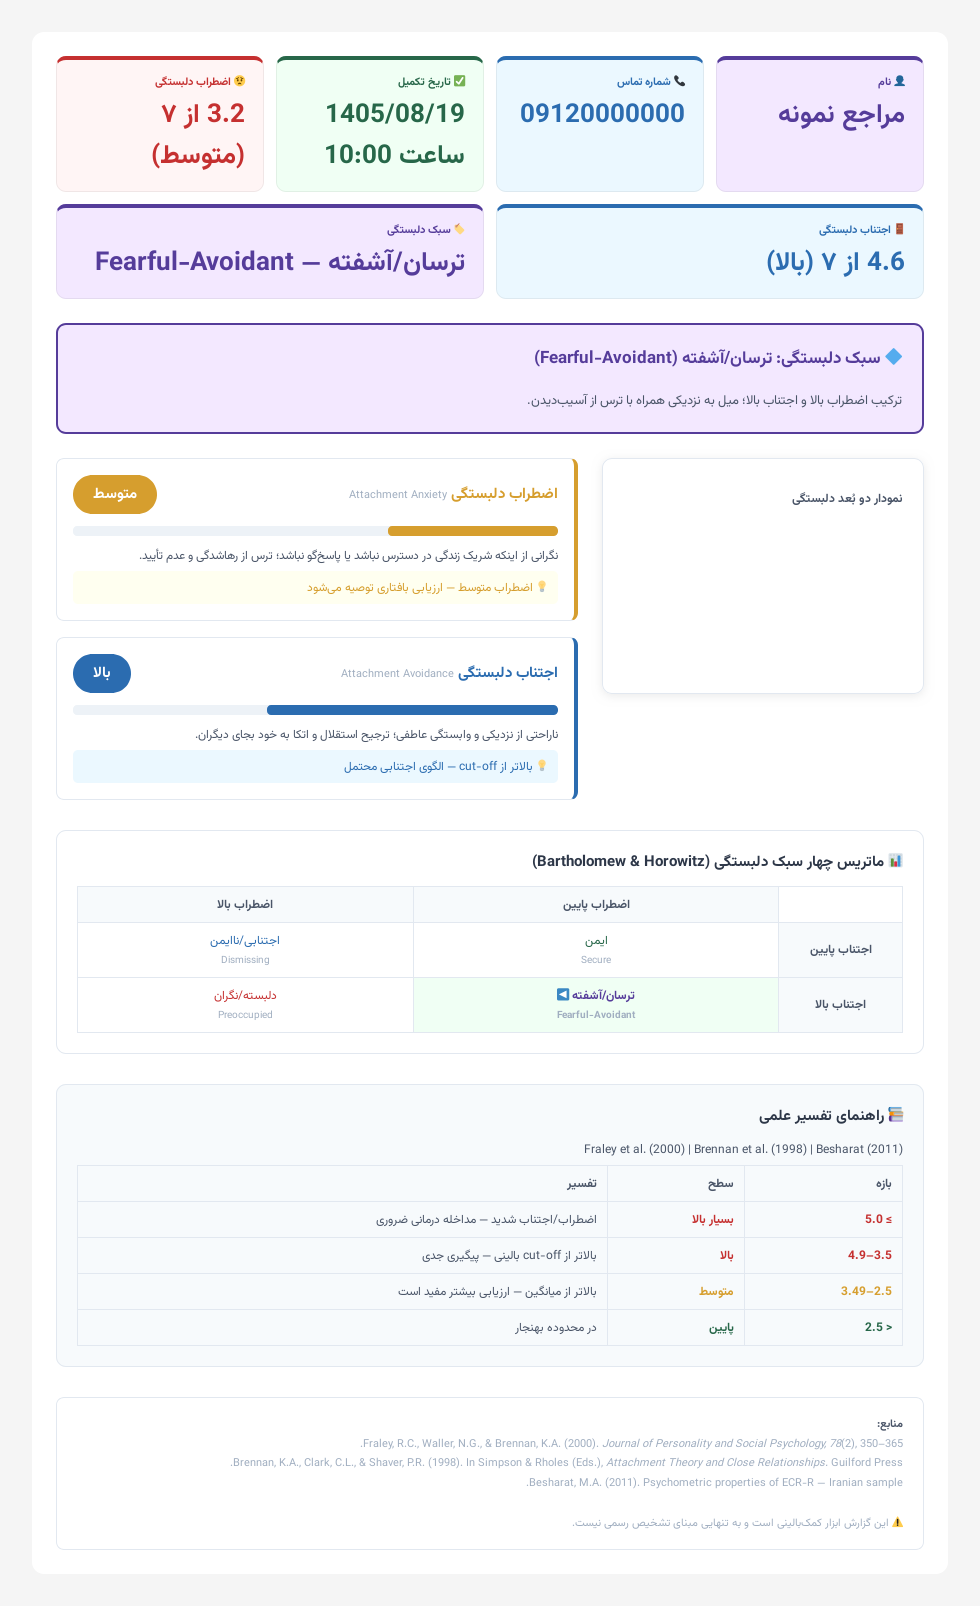 👤 نام
مراجع نمونه
📞 شماره تماس
09120000000
✅ تاریخ تکمیل
1405/08/19
ساعت 10:00
😟 اضطراب دلبستگی
3.2 از ۷
(متوسط)
🚪 اجتناب دلبستگی
4.6 از ۷ (بالا)
🏷️ سبک دلبستگی
ترسان/آشفته — Fearful-Avoidant
🔷 سبک دلبستگی: ترسان/آشفته (Fearful-Avoidant)
ترکیب اضطراب بالا و اجتناب بالا؛ میل به نزدیکی همراه با ترس از آسیب‌دیدن.
نمودار دو بُعد دلبستگی
اضطراب دلبستگی Attachment Anxiety
متوسط
نگرانی از اینکه شریک زندگی در دسترس نباشد یا پاسخ‌گو نباشد؛ ترس از رهاشدگی و عدم تأیید.
💡 اضطراب متوسط — ارزیابی بافتاری توصیه می‌شود
اجتناب دلبستگی Attachment Avoidance
بالا
ناراحتی از نزدیکی و وابستگی عاطفی؛ ترجیح استقلال و اتکا به خود بجای دیگران.
💡 بالاتر از cut-off — الگوی اجتنابی محتمل
📊 ماتریس چهار سبک دلبستگی (Bartholomew & Horowitz)
اضطراب پایین
اضطراب بالا
اجتناب پایین
ایمن
Secure
اجتنابی/ناایمن
Dismissing
اجتناب بالا
ترسان/آشفته ◀
Fearful-Avoidant
دلبسته/نگران
Preoccupied
📚 راهنمای تفسیر علمی
Fraley et al. (2000) | Brennan et al. (1998) | Besharat (2011)
بازه
سطح
تفسیر
≥ 5.0
بسیار بالا
اضطراب/اجتناب شدید — مداخله درمانی ضروری
3.5–4.9
بالا
بالاتر از cut-off بالینی — پیگیری جدی
2.5–3.49
متوسط
بالاتر از میانگین — ارزیابی بیشتر مفید است
< 2.5
پایین
در محدوده بهنجار
منابع:
Fraley, R.C., Waller, N.G., & Brennan, K.A. (2000). Journal of Personality and Social Psychology, 78(2), 350–365.
Brennan, K.A., Clark, C.L., & Shaver, P.R. (1998). In Simpson & Rholes (Eds.), Attachment Theory and Close Relationships. Guilford Press.
Besharat, M.A. (2011). Psychometric properties of ECR-R — Iranian sample.
⚠️ این گزارش ابزار کمک‌بالینی است و به تنهایی مبنای تشخیص رسمی نیست.